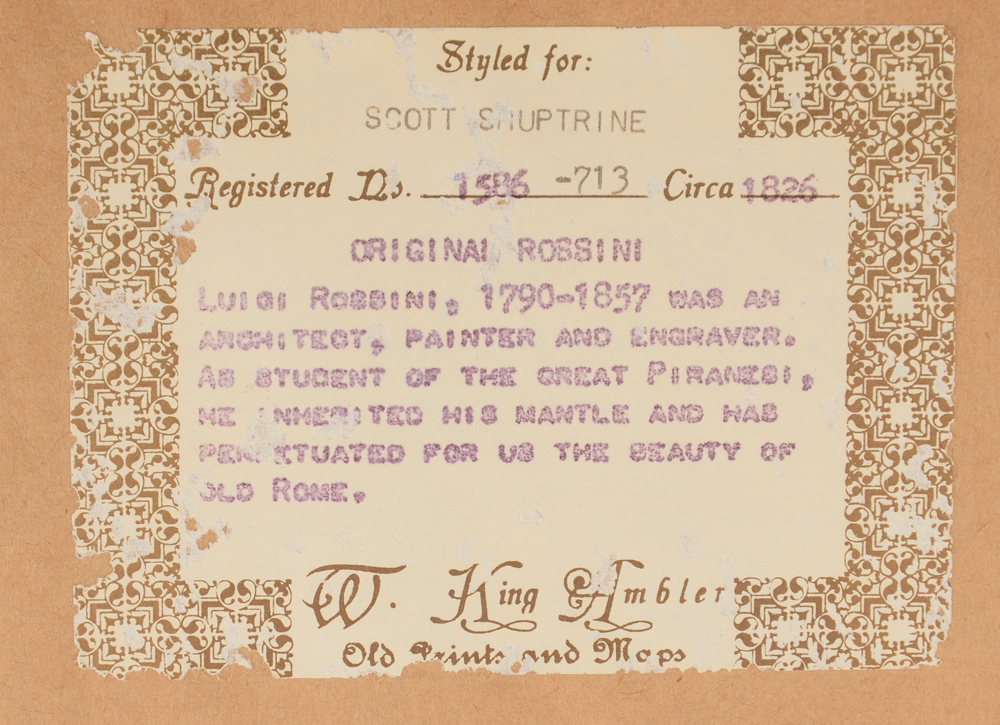 Styled for:
SCOTT SHUPTRINE
Registered No. 1586 -713 Circa 1826
ORIGINAL ROSSINI
LUIGI ROSSINI, 1790-1857 WAS AN
ARCHITECT, PAINTER AND ENGRAVER.
AS STUDENT OF THE GREAT PIRANESI,
HE INHERITED HIS MANTLE AND HAS
PERPETUATED FOR US THE BEAUTY OF
OLD ROME.
W. King Ambler
Old Prints and Maps